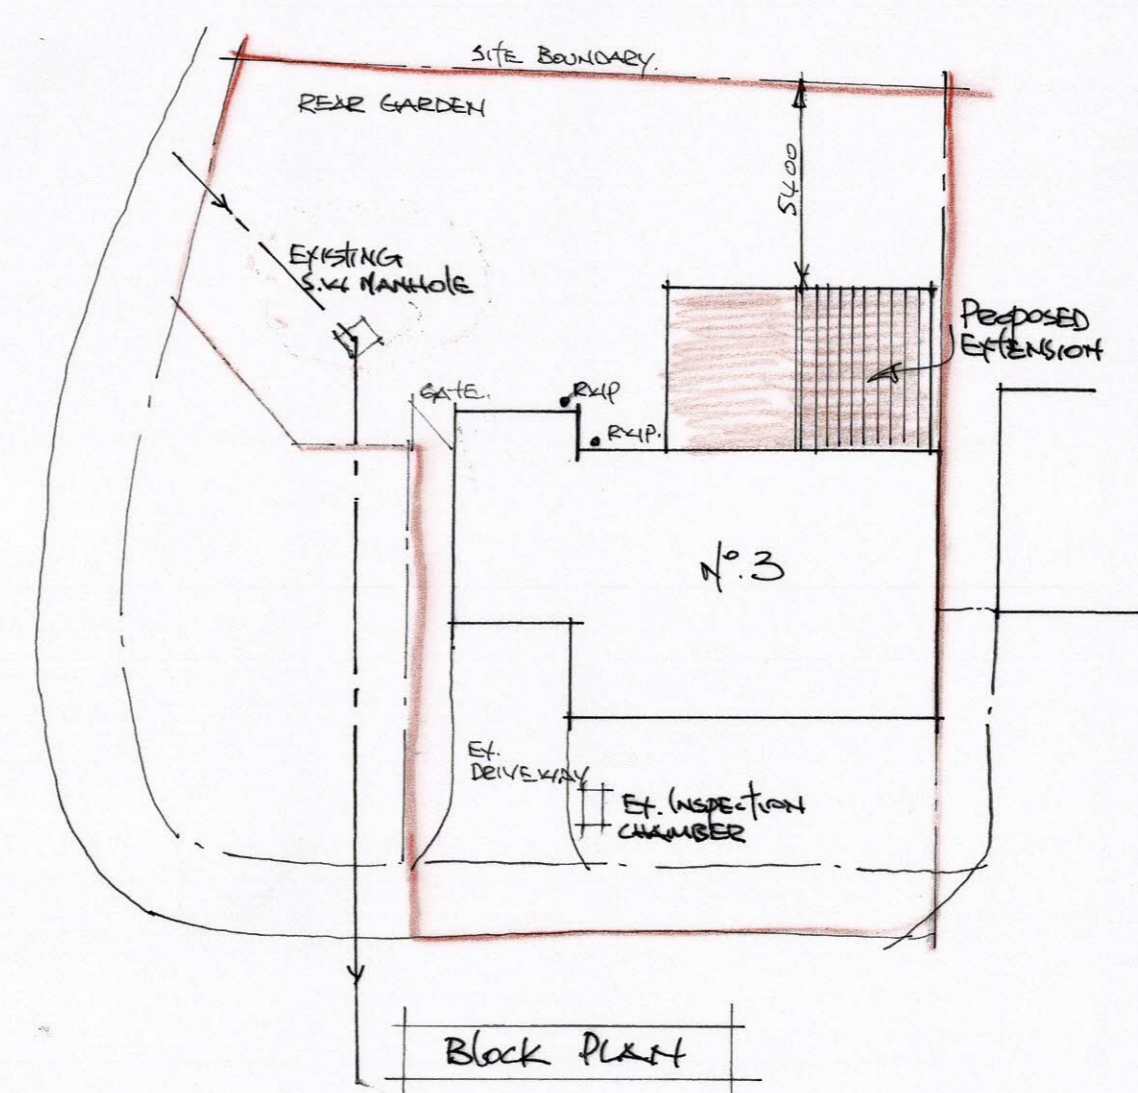 SITE BOUNDARY.
REAR GARDEN
5400
EXISTING
S.W MANHOLE
PROPOSED
EXTENSION
GATE.
RWP
RWP.
No.3
EX.
DRIVEWAY
EX. INSPECTION
CHAMBER
BLOCK PLAN